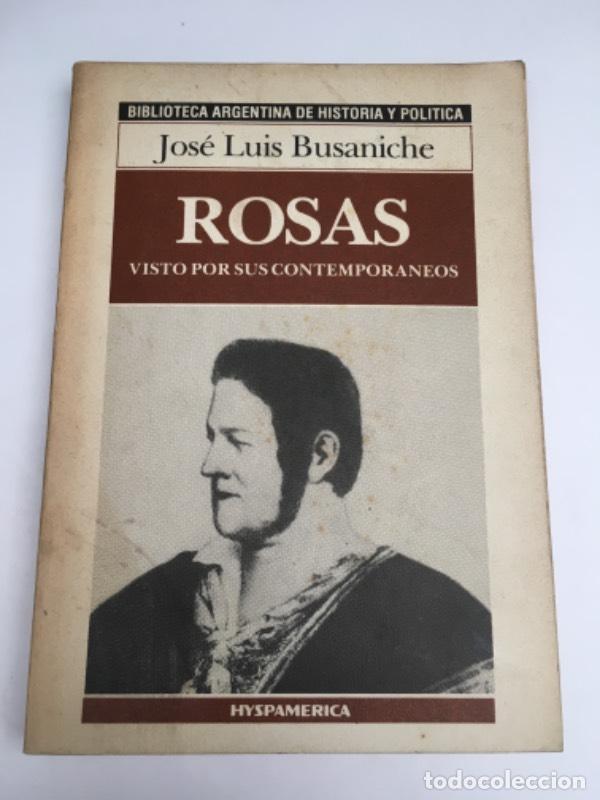 BIBLIOTECA ARGENTINA DE HISTORIA Y POLITICA
José Luis Busaniche
ROSAS
VISTO POR SUS CONTEMPORANEOS
HYSPAMERICA
todocoleccion